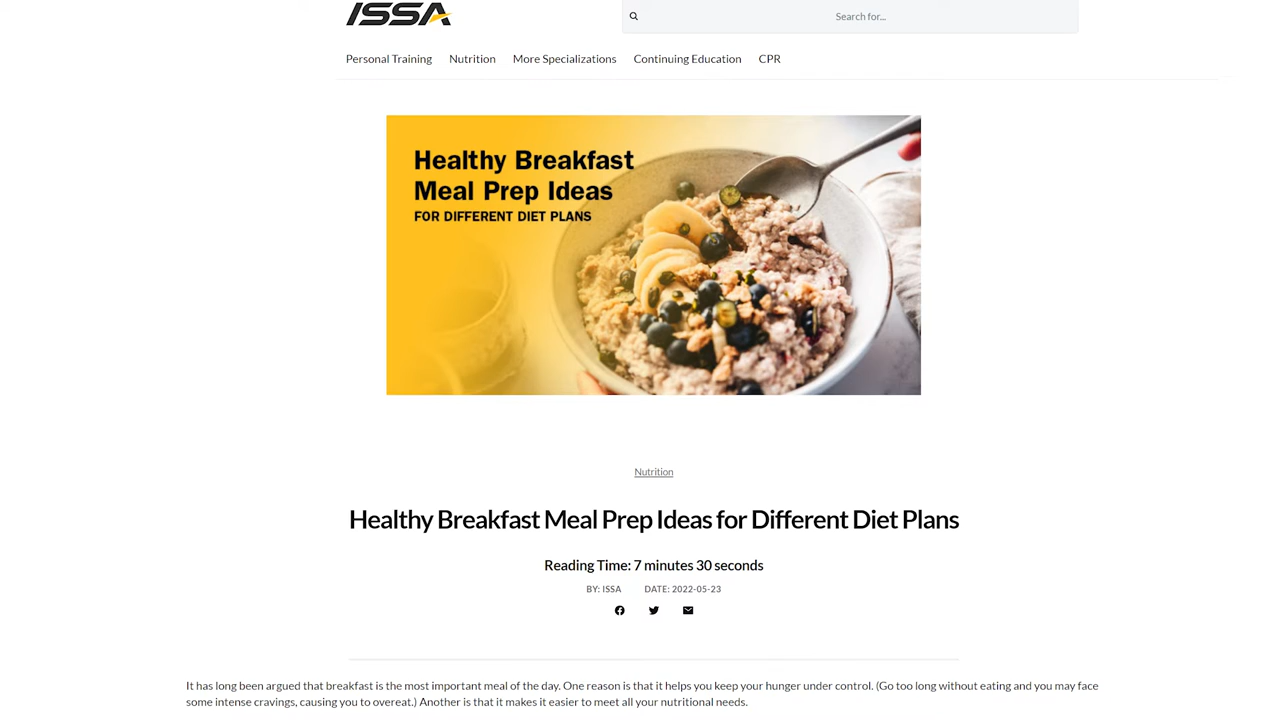 ISSA
Search for...
Personal Training Nutrition More Specializations Continuing Education CPR
Healthy Breakfast
Meal Prep Ideas
FOR DIFFERENT DIET PLANS
Nutrition
Healthy Breakfast Meal Prep Ideas for Different Diet Plans
Reading Time: 7 minutes 30 seconds
BY: ISSA DATE: 2022-05-23
It has long been argued that breakfast is the most important meal of the day. One reason is that it helps you keep your hunger under control. (Go too long without eating and you may face
some intense cravings, causing you to overeat.) Another is that it makes it easier to meet all your nutritional needs.